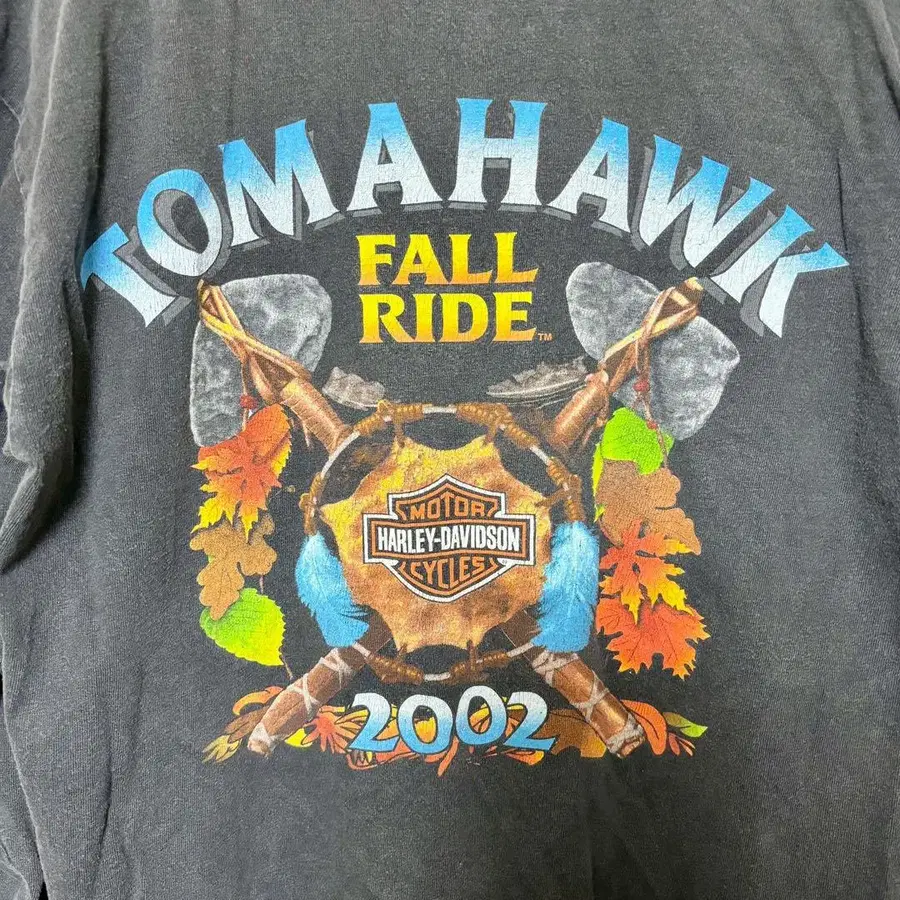 TOMAHAWK
FALL
RIDE™
MOTOR
HARLEY-DAVIDSON
CYCLES
2002